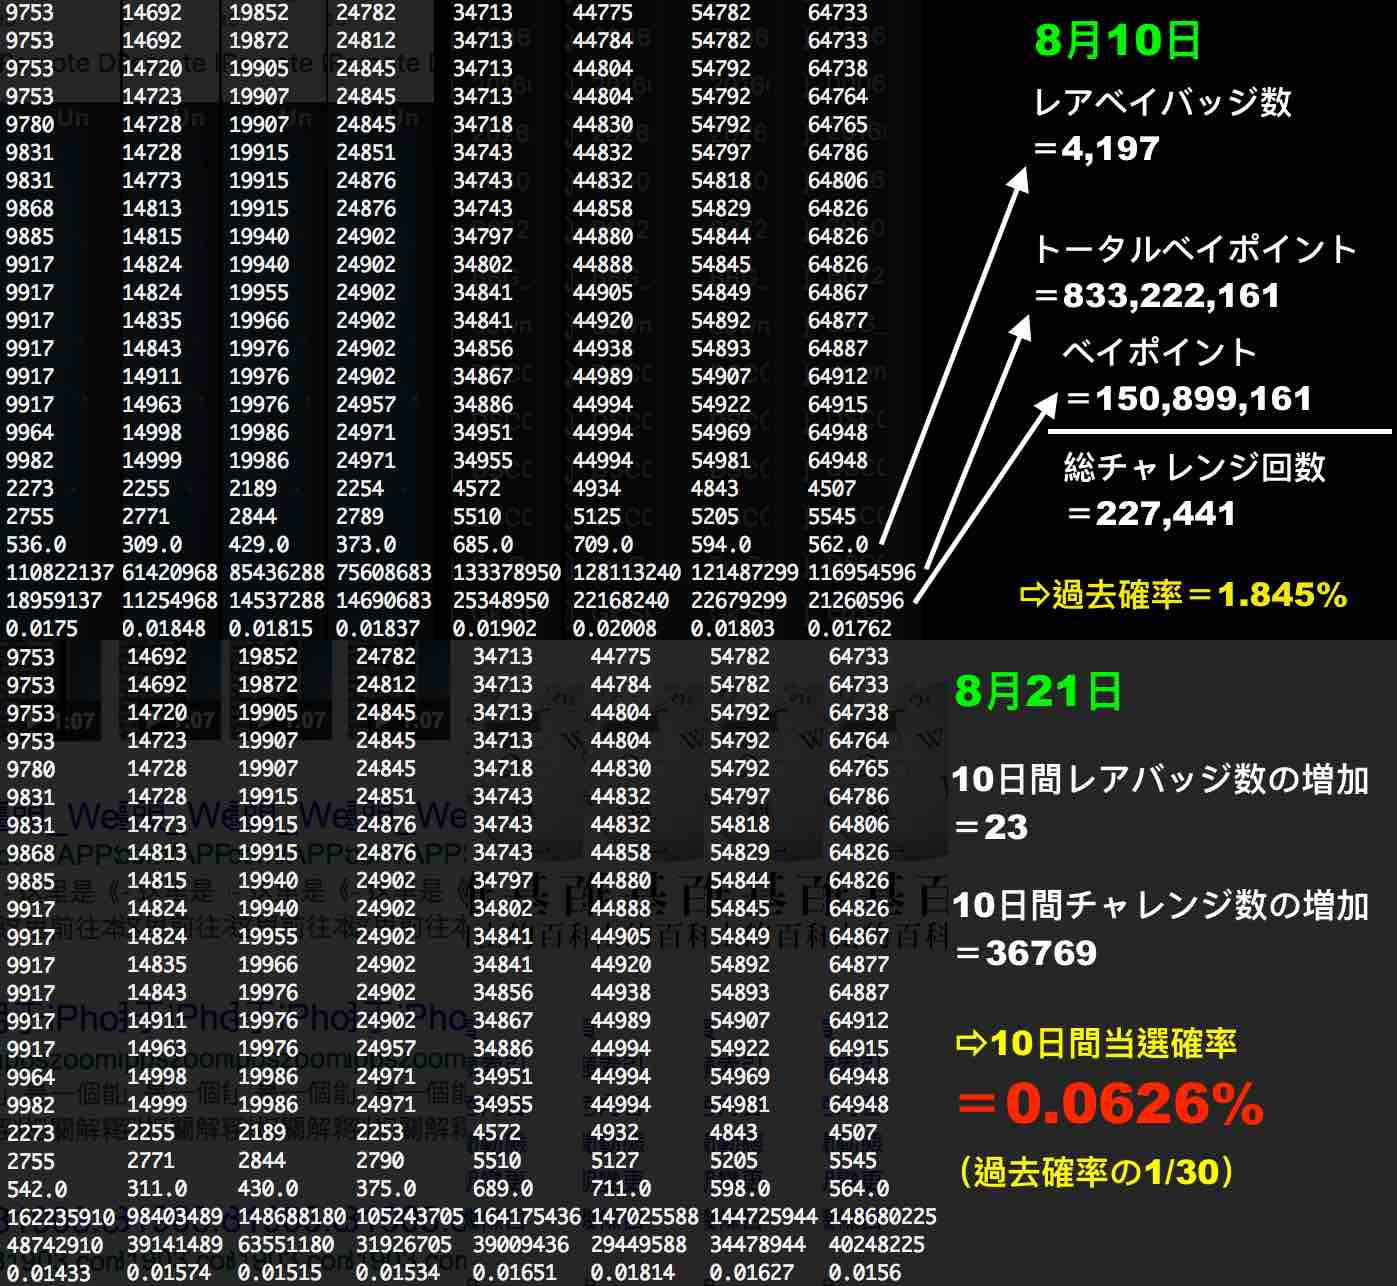 9753 14692 19852 24782 34713 44775 54782 64733
9753 14692 19872 24812 34713 44784 54782 64733
9753 14720 19905 24845 34713 44804 54792 64738
9753 14723 19907 24845 34713 44804 54792 64764
9780 14728 19907 24845 34718 44830 54792 64765
9831 14728 19915 24851 34743 44832 54797 64786
9831 14773 19915 24876 34743 44832 54818 64806
9868 14813 19915 24876 34743 44858 54829 64826
9885 14815 19940 24902 34797 44880 54844 64826
9917 14824 19940 24902 34802 44888 54845 64826
9917 14824 19955 24902 34841 44905 54849 64867
9917 14835 19966 24902 34841 44920 54892 64877
9917 14843 19976 24902 34856 44938 54893 64887
9917 14911 19976 24902 34867 44989 54907 64912
9917 14963 19976 24957 34886 44994 54922 64915
9964 14998 19986 24971 34951 44994 54969 64948
9982 14999 19986 24971 34955 44994 54981 64948
2273 2255 2189 2254 4572 4934 4843 4507
2755 2771 2844 2789 5510 5125 5205 5545
536.0 309.0 429.0 373.0 685.0 709.0 594.0 562.0
110822137 61420968 85436288 75608683 133378950 128113240 121487299 116954596
18959137 11254968 14537288 14690683 25348950 22168240 22679299 21260596
0.0175 0.01848 0.01815 0.01837 0.01902 0.02008 0.01803 0.01762
8月10日
レアベイバッジ数
＝4,197
トータルベイポイント
＝833,222,161
ベイポイント
＝150,899,161
総チャレンジ回数
＝227,441
⇨過去確率＝1.845%
9753 14692 19852 24782 34713 44775 54782 64733
9753 14692 19872 24812 34713 44784 54782 64733
9753 14720 19905 24845 34713 44804 54792 64738
9753 14723 19907 24845 34713 44804 54792 64764
9780 14728 19907 24845 34718 44830 54792 64765
9831 14728 19915 24851 34743 44832 54797 64786
9831 14773 19915 24876 34743 44832 54818 64806
9868 14813 19915 24876 34743 44858 54829 64826
9885 14815 19940 24902 34797 44880 54844 64826
9917 14824 19940 24902 34802 44888 54845 64826
9917 14824 19955 24902 34841 44905 54849 64867
9917 14835 19966 24902 34841 44920 54892 64877
9917 14843 19976 24902 34856 44938 54893 64887
9917 14911 19976 24902 34867 44989 54907 64912
9917 14963 19976 24957 34886 44994 54922 64915
9964 14998 19986 24971 34951 44994 54969 64948
9982 14999 19986 24971 34955 44994 54981 64948
2273 2255 2189 2253 4572 4932 4843 4507
2755 2771 2844 2790 5510 5127 5205 5545
542.0 311.0 430.0 375.0 689.0 711.0 598.0 564.0
162235910 98403489 148688180 105243705 164175436 147025588 144725944 148680225
48742910 39141489 63551180 31926705 39009436 29449588 34478944 40248225
0.01433 0.01574 0.01515 0.01534 0.01651 0.01814 0.01627 0.0156
8月21日
10日間レアバッジ数の増加
＝23
10日間チャレンジ数の増加
＝36769
⇨10日間当選確率
＝0.0626%
（過去確率の1/30）